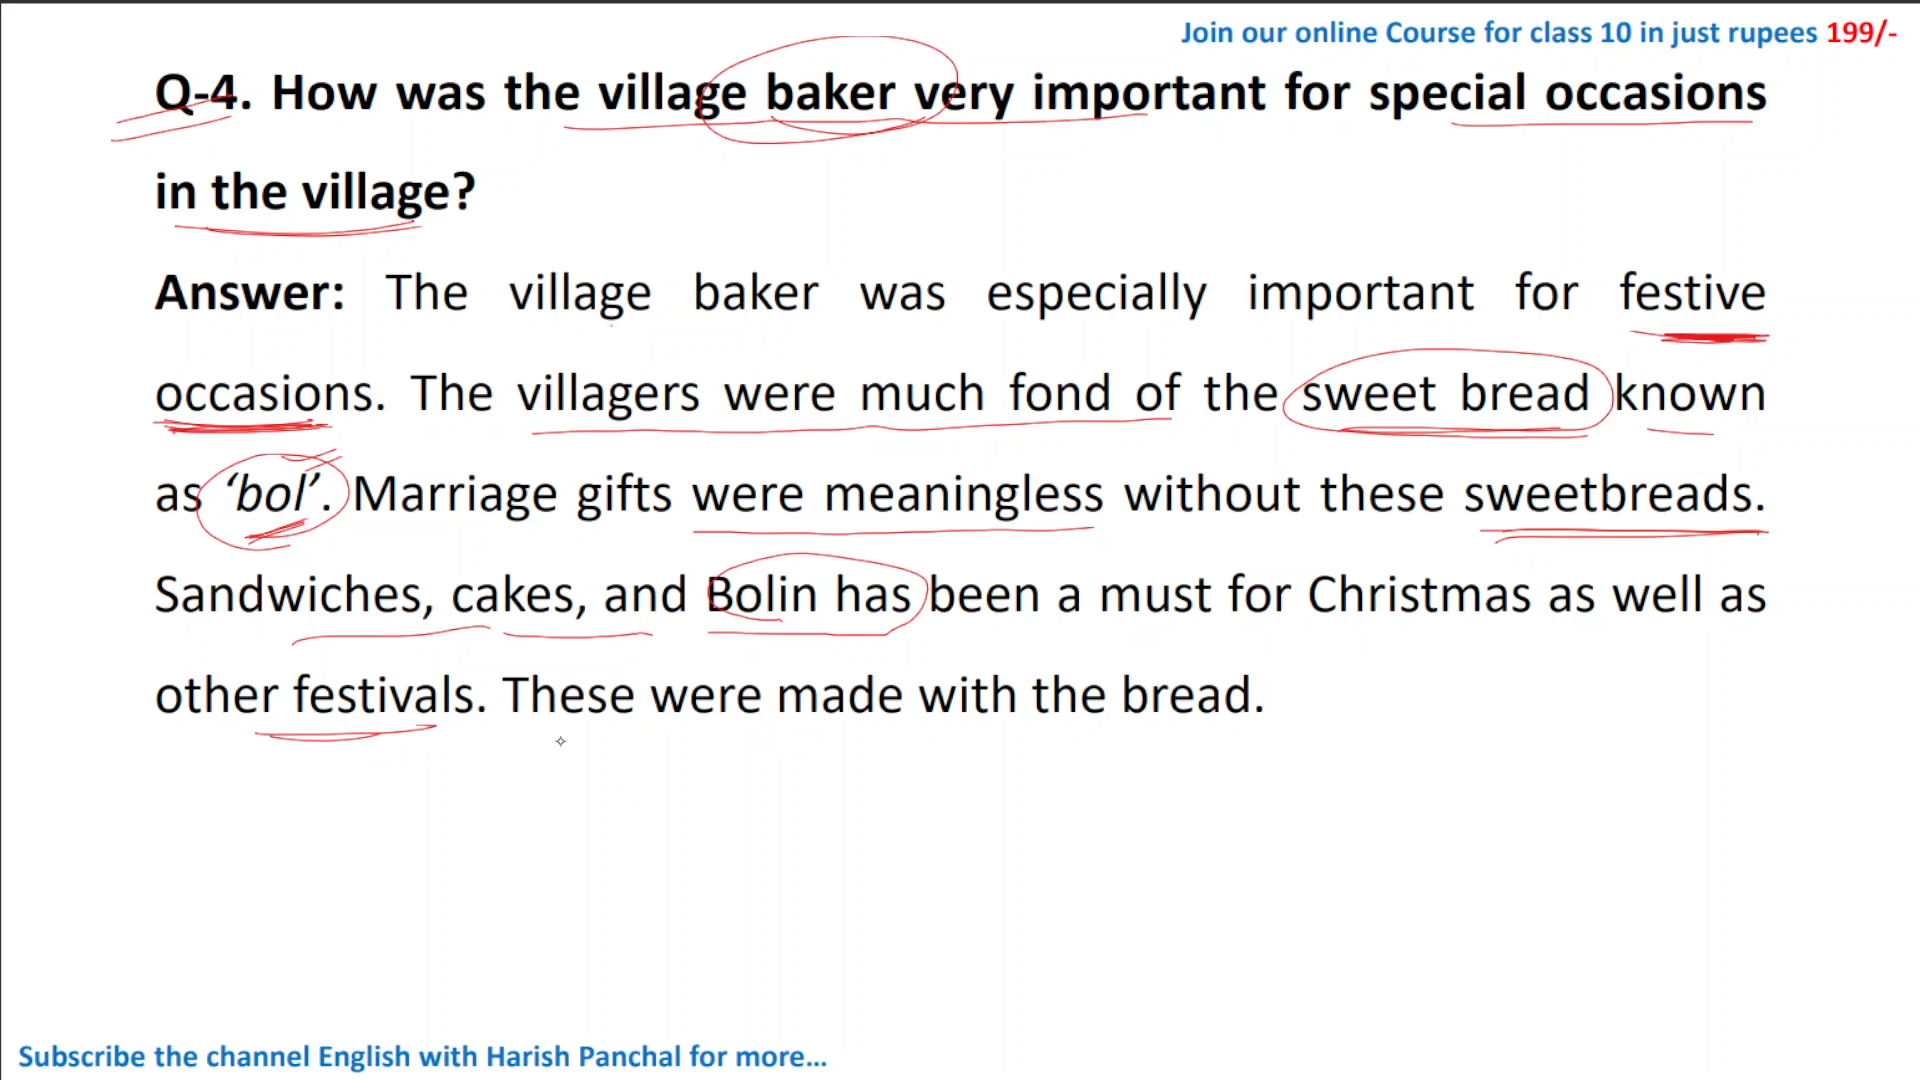 Join our online Course for class 10 in just rupees 199/-
Q-4. How was the village baker very important for special occasions
in the village?
Answer: The village baker was especially important for festive
occasions. The villagers were much fond of the sweet bread known
as ‘bol’. Marriage gifts were meaningless without these sweetbreads.
Sandwiches, cakes, and Bolin has been a must for Christmas as well as
other festivals. These were made with the bread.
Subscribe the channel English with Harish Panchal for more...